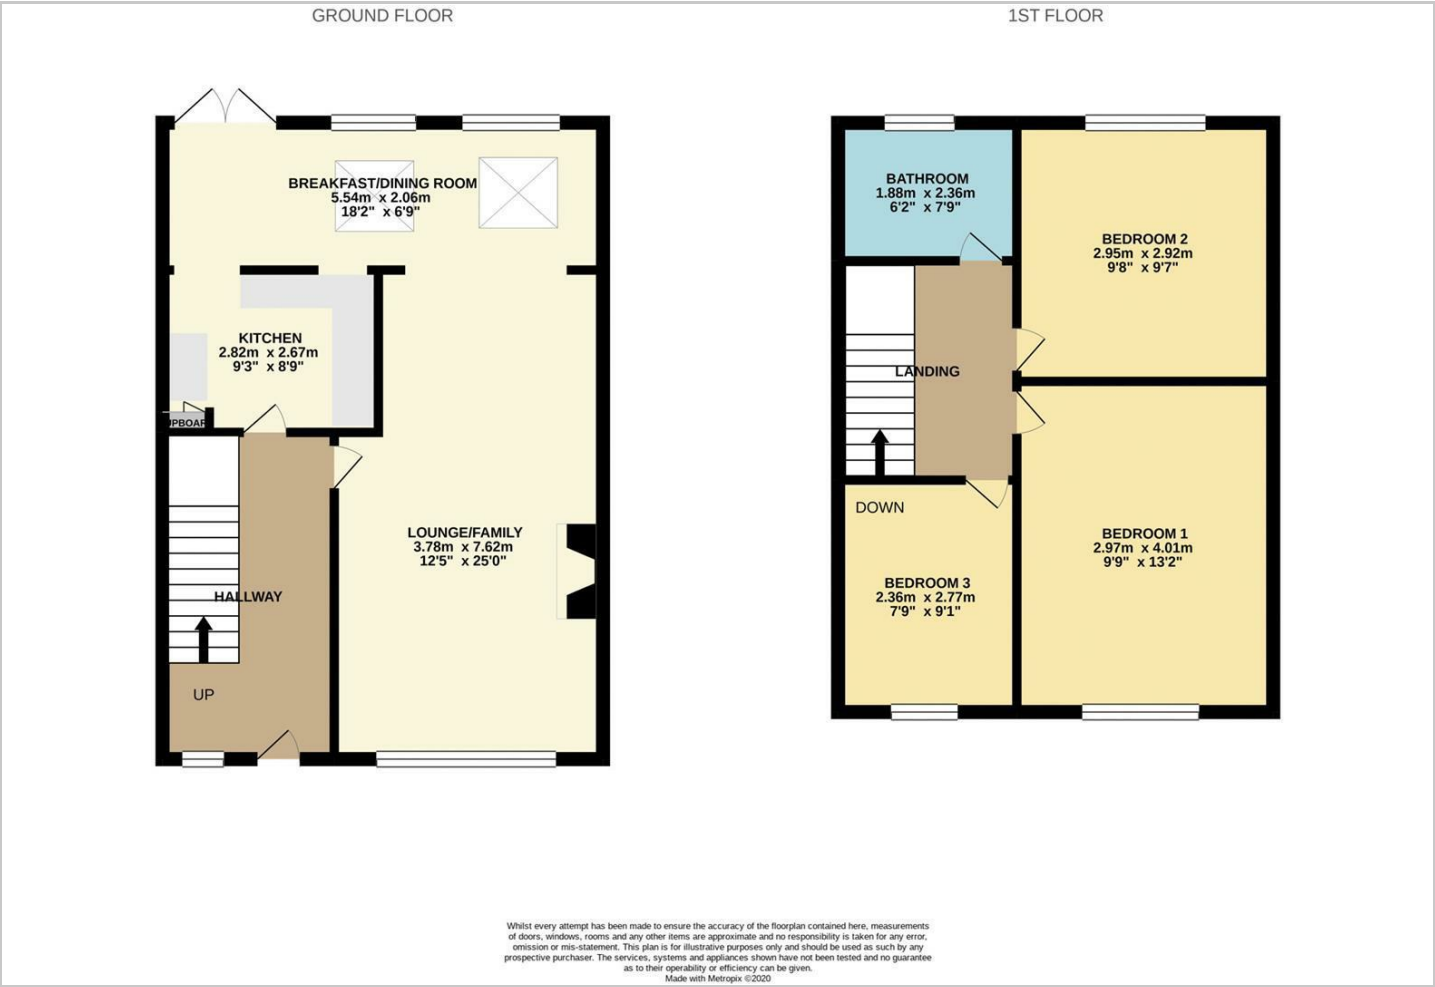 GROUND FLOOR
1ST FLOOR
BREAKFAST/DINING ROOM
5.54m x 2.06m
18'2" x 6'9"
KITCHEN
2.82m x 2.67m
9'3" x 8'9"
UPBOAR
LOUNGE/FAMILY
3.78m x 7.62m
12'5" x 25'0"
HALLWAY
UP
BATHROOM
1.88m x 2.36m
6'2" x 7'9"
BEDROOM 2
2.95m x 2.92m
9'8" x 9'7"
LANDING
DOWN
BEDROOM 1
2.97m x 4.01m
9'9" x 13'2"
BEDROOM 3
2.36m x 2.77m
7'9" x 9'1"
Whilst every attempt has been made to ensure the accuracy of the floorplan contained here, measurements
of doors, windows, rooms and any other items are approximate and no responsibility is taken for any error,
omission or mis-statement. This plan is for illustrative purposes only and should be used as such by any
prospective purchaser. The services, systems and appliances shown have not been tested and no guarantee
as to their operability or efficiency can be given.
Made with Metropix ©2020